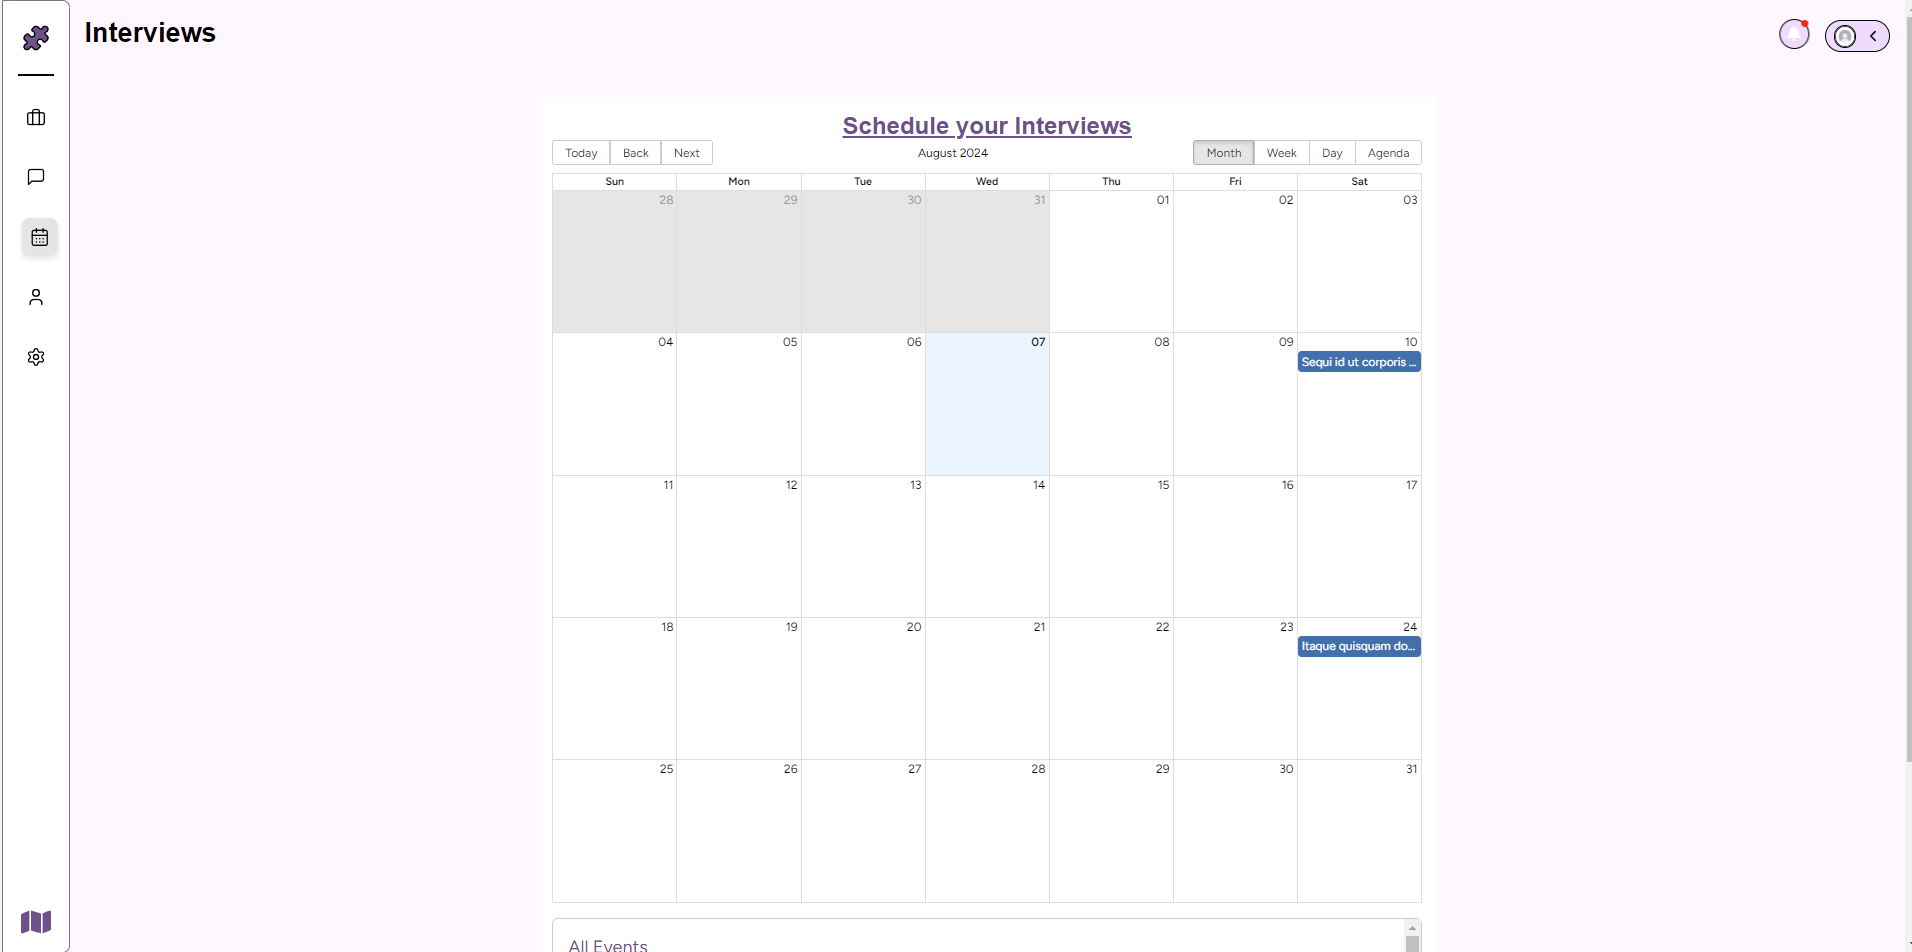 Interviews
Schedule your Interviews
Today Back Next August 2024 Month Week Day Agenda
Sun Mon Tue Wed Thu Fri Sat
28 29 30 31 01 02 03
04 05 06 07 08 09 10
Sequi id ut corporis ...
11 12 13 14 15 16 17
18 19 20 21 22 23 24
Itaque quisquam do...
25 26 27 28 29 30 31
All Events